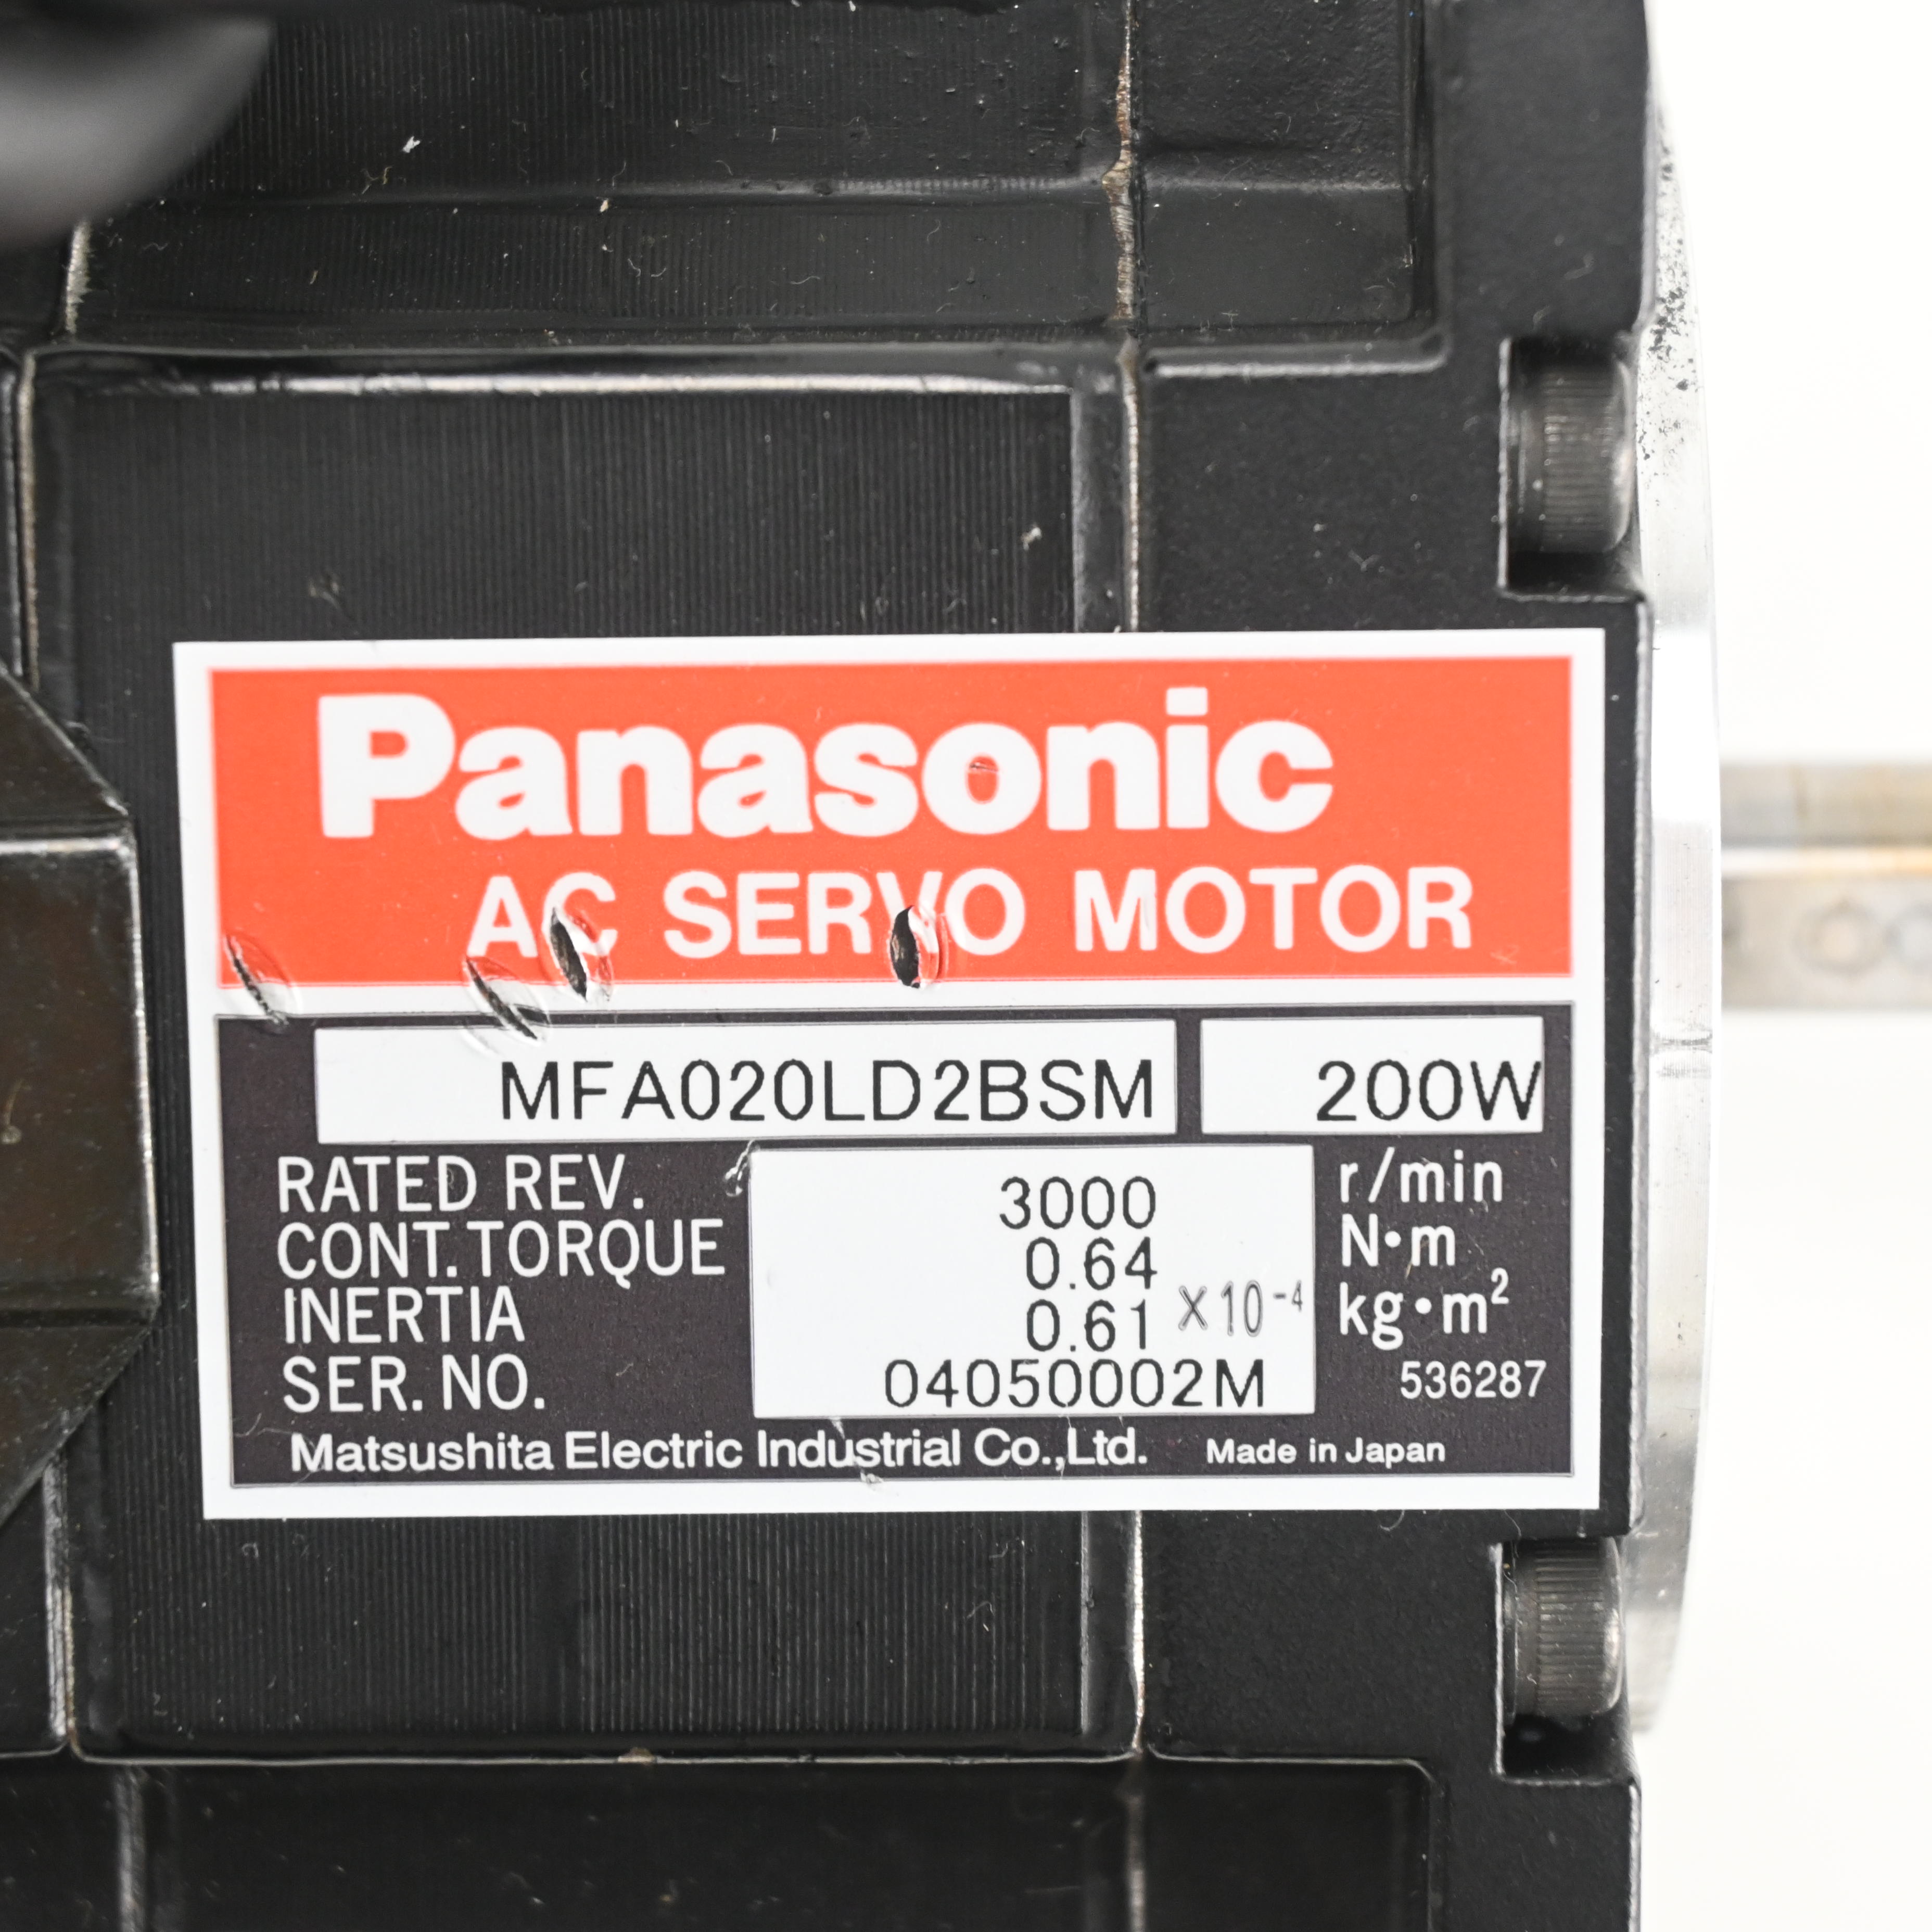 Panasonic
AC SERVO MOTOR
MFA020LD2BSM 200W
RATED REV. 3000 r/min
CONT. TORQUE 0.64 N·m
INERTIA 0.61 ×10⁻⁴ kg·m²
SER. NO. 04050002M 536287
Matsushita Electric Industrial Co.,Ltd. Made in Japan